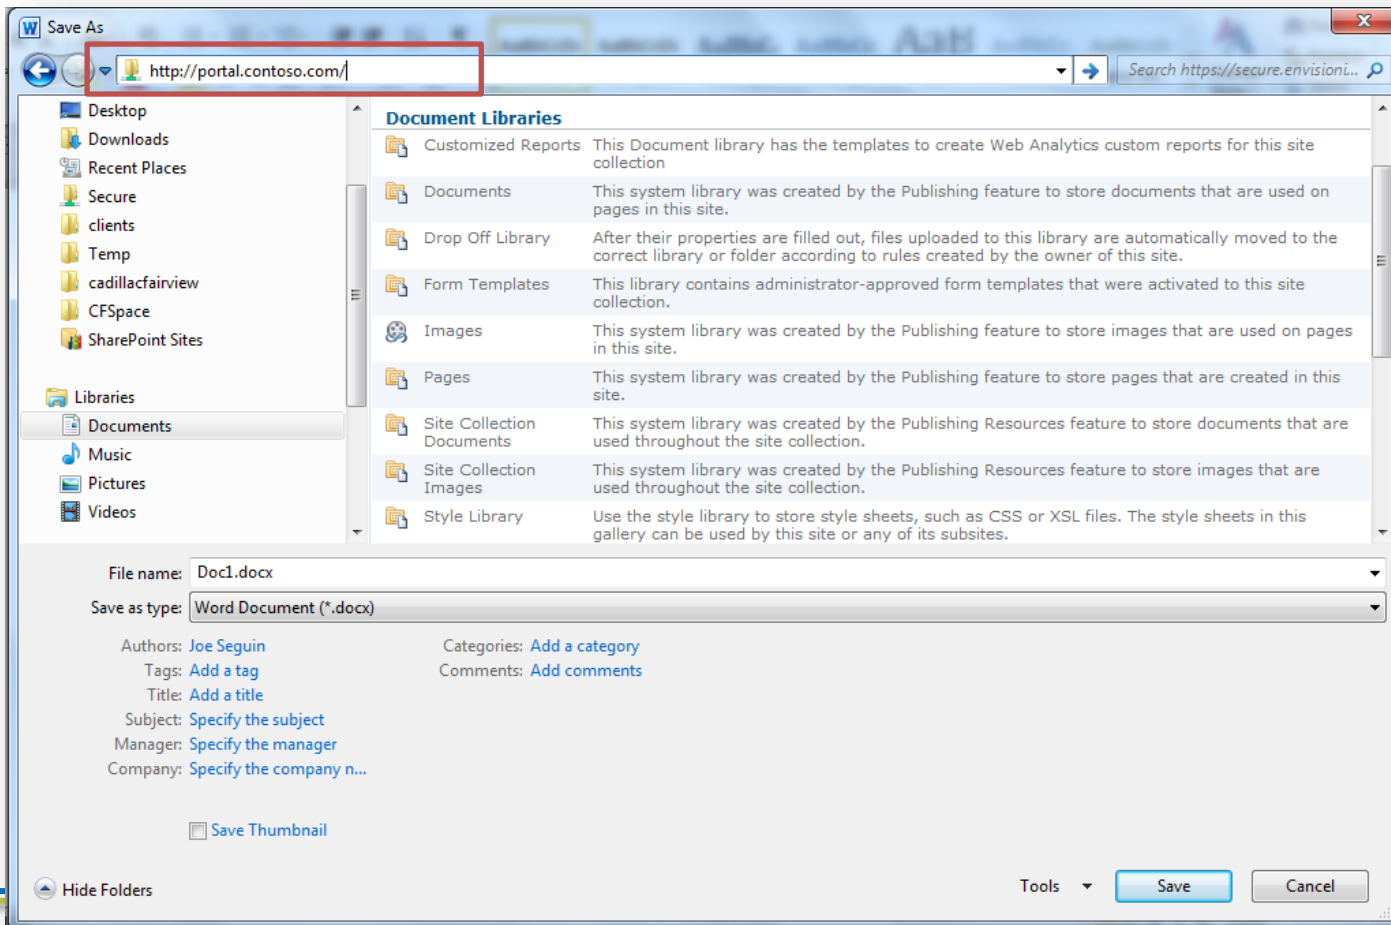 Save As
http://portal.contoso.com/
Search https://secure.envisioni...
Desktop
Downloads
Recent Places
Secure
clients
Temp
cadillacfairview
CFSpace
SharePoint Sites
Libraries
Documents
Music
Pictures
Videos
Document Libraries
Customized Reports This Document library has the templates to create Web Analytics custom reports for this site
collection
Documents This system library was created by the Publishing feature to store documents that are used on
pages in this site.
Drop Off Library After their properties are filled out, files uploaded to this library are automatically moved to the
correct library or folder according to rules created by the owner of this site.
Form Templates This library contains administrator-approved form templates that were activated to this site
collection.
Images This system library was created by the Publishing feature to store images that are used on pages
in this site.
Pages This system library was created by the Publishing feature to store pages that are created in this
site.
Site Collection This system library was created by the Publishing Resources feature to store documents that are
Documents used throughout the site collection.
Site Collection This system library was created by the Publishing Resources feature to store images that are
Images used throughout the site collection.
Style Library Use the style library to store style sheets, such as CSS or XSL files. The style sheets in this
gallery can be used by this site or any of its subsites.
File name: Doc1.docx
Save as type: Word Document (*.docx)
Authors: Joe Seguin Categories: Add a category
Tags: Add a tag Comments: Add comments
Title: Add a title
Subject: Specify the subject
Manager: Specify the manager
Company: Specify the company n...
Save Thumbnail
Hide Folders Tools Save Cancel